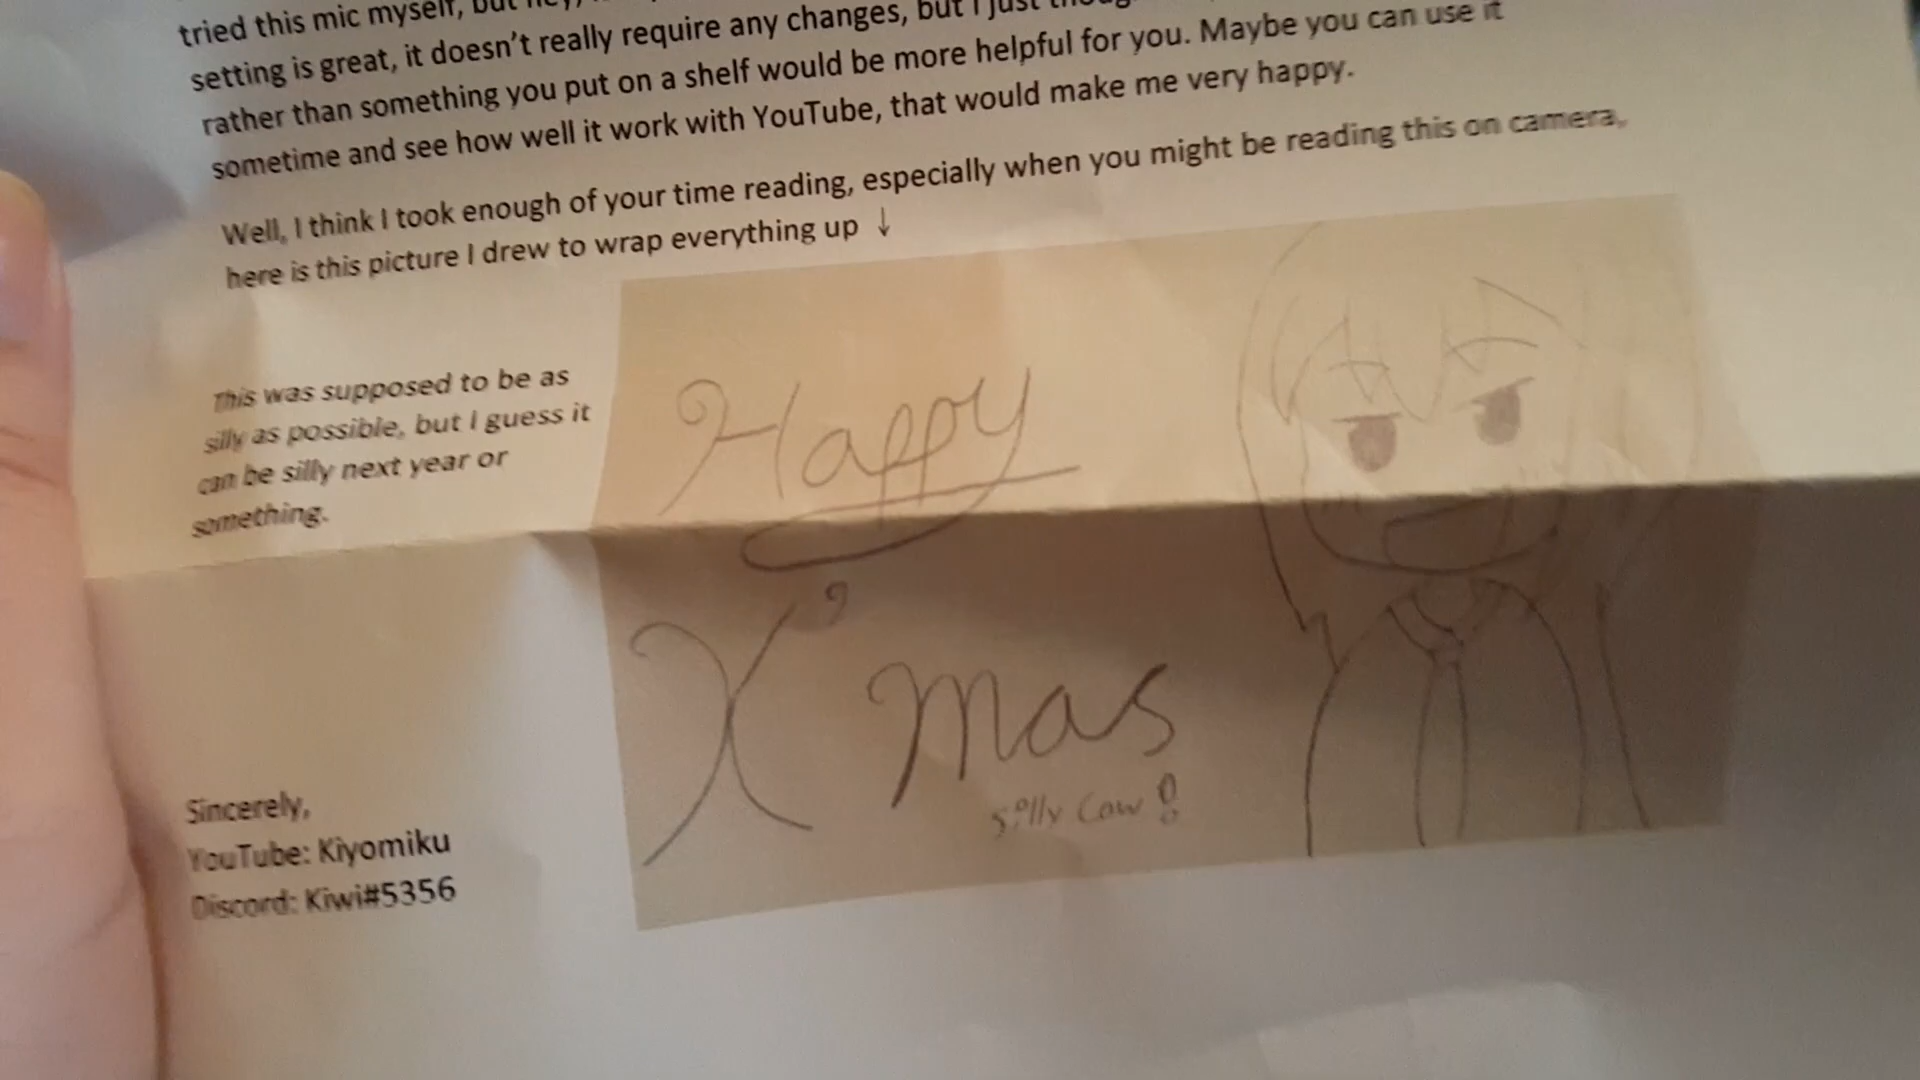 tried this mic myself, but hey,
setting is great, it doesn't really require any changes, but I just
rather than something you put on a shelf would be more helpful for you. Maybe you can use it
sometime and see how well it work with YouTube, that would make me very happy.
Well, I think I took enough of your time reading, especially when you might be reading this on camera,
here is this picture I drew to wrap everything up ↓
This was supposed to be as
silly as possible, but I guess it
can be silly next year or
something.
Happy
X'mas
silly Cow!
Sincerely,
YouTube: Kiyomiku
Discord: Kiwi#5356